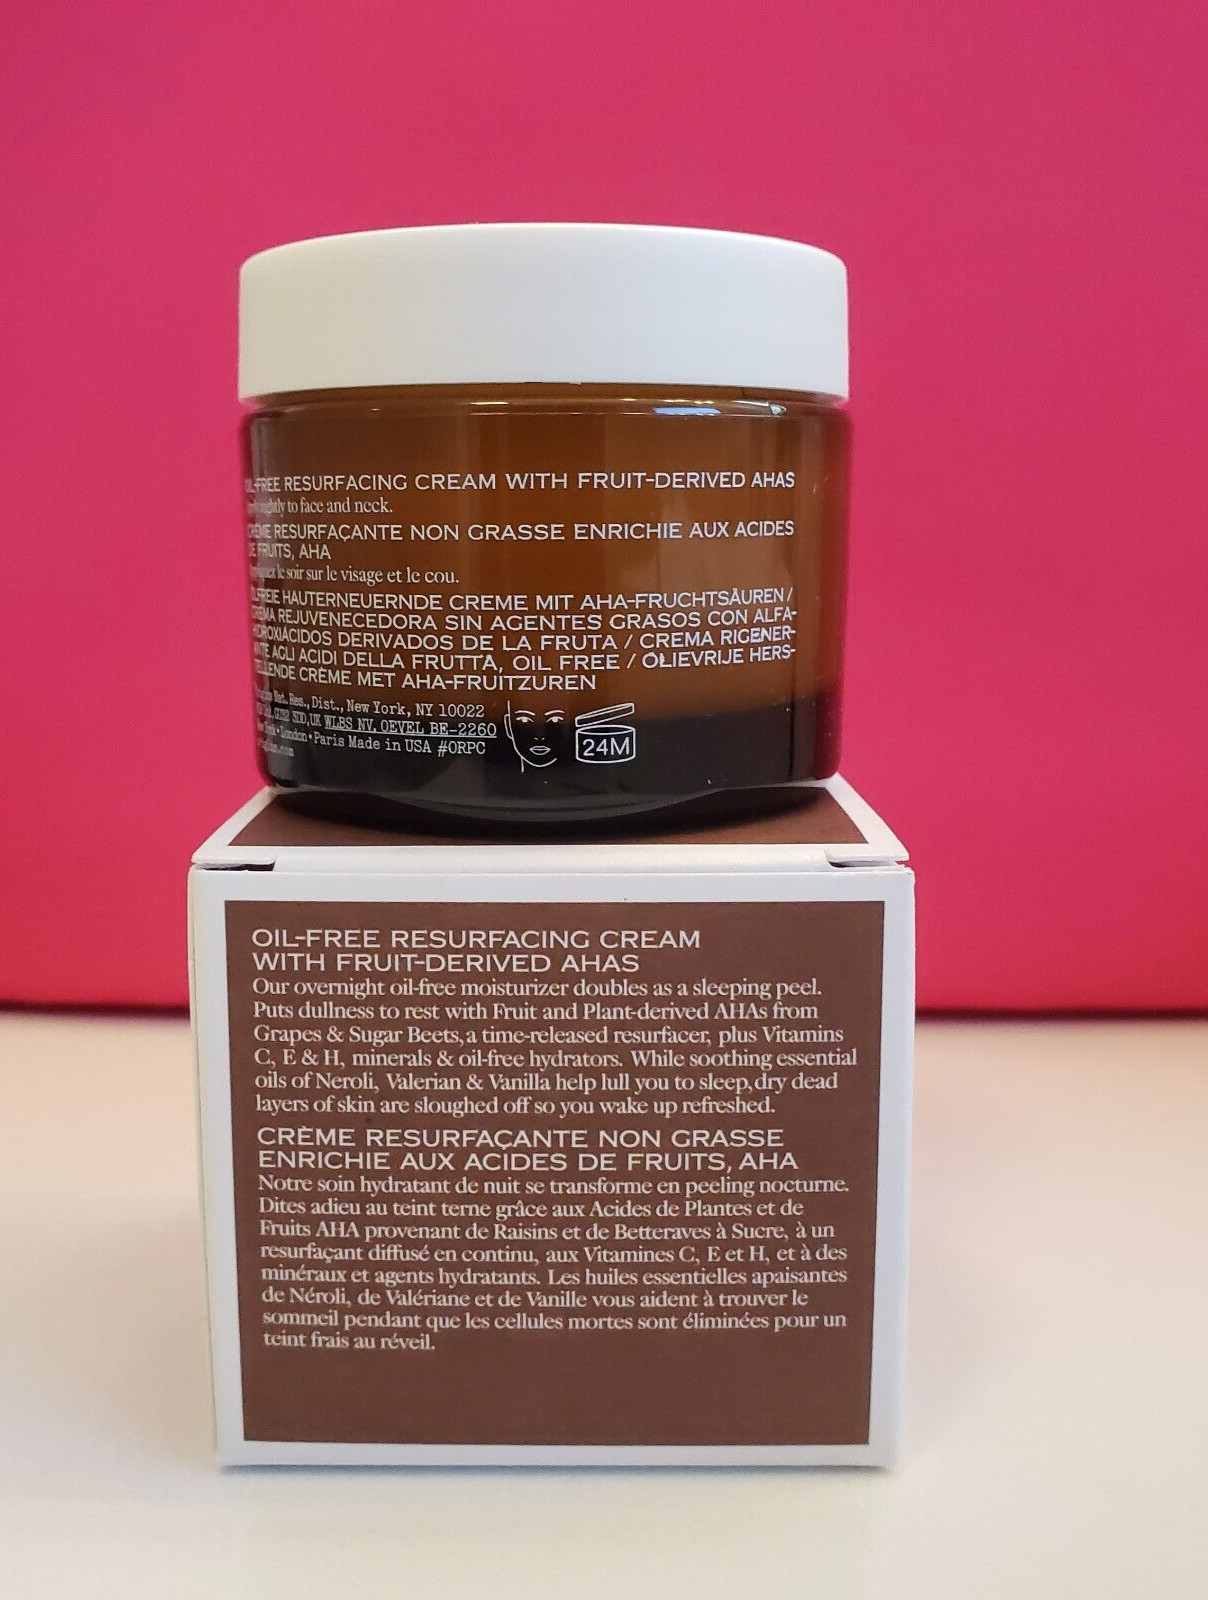 OIL-FREE RESURFACING CREAM WITH FRUIT-DERIVED AHAS
nightly to face and neck.
CRÈME RESURFAÇANTE NON GRASSE ENRICHIE AUX ACIDES
DE FRUITS, AHA
le soir sur le visage et le cou.
HAUTERNEUERNDE CREME MIT AHA-FRUCHTSÄUREN /
CREMA REJUVENECEDORA SIN AGENTES GRASOS CON ALFA-
HIDROXIÁCIDOS DERIVADOS DE LA FRUTA / CREMA RIGENER-
ANTE AGLI ACIDI DELLA FRUTTA, OIL FREE / OLIEVRIJE HERS-
TELLENDE CRÈME MET AHA-FRUITZUREN
Nat. Res., Dist., New York, NY 10022
UK WLBS NV. OEVEL BE-2260
York • London • Paris Made in USA #0RPC
24M
OIL-FREE RESURFACING CREAM
WITH FRUIT-DERIVED AHAS
Our overnight oil-free moisturizer doubles as a sleeping peel.
Puts dullness to rest with Fruit and Plant-derived AHAs from
Grapes & Sugar Beets, a time-released resurfacer, plus Vitamins
C, E & H, minerals & oil-free hydrators. While soothing essential
oils of Neroli, Valerian & Vanilla help lull you to sleep, dry dead
layers of skin are sloughed off so you wake up refreshed.
CRÈME RESURFAÇANTE NON GRASSE
ENRICHIE AUX ACIDES DE FRUITS, AHA
Notre soin hydratant de nuit se transforme en peeling nocturne.
Dites adieu au teint terne grâce aux Acides de Plantes et de
Fruits AHA provenant de Raisins et de Betteraves à Sucre, à un
resurfaçant diffusé en continu, aux Vitamines C, E et H, et à des
minéraux et agents hydratants. Les huiles essentielles apaisantes
de Néroli, de Valériane et de Vanille vous aident à trouver le
sommeil pendant que les cellules mortes sont éliminées pour un
teint frais au réveil.